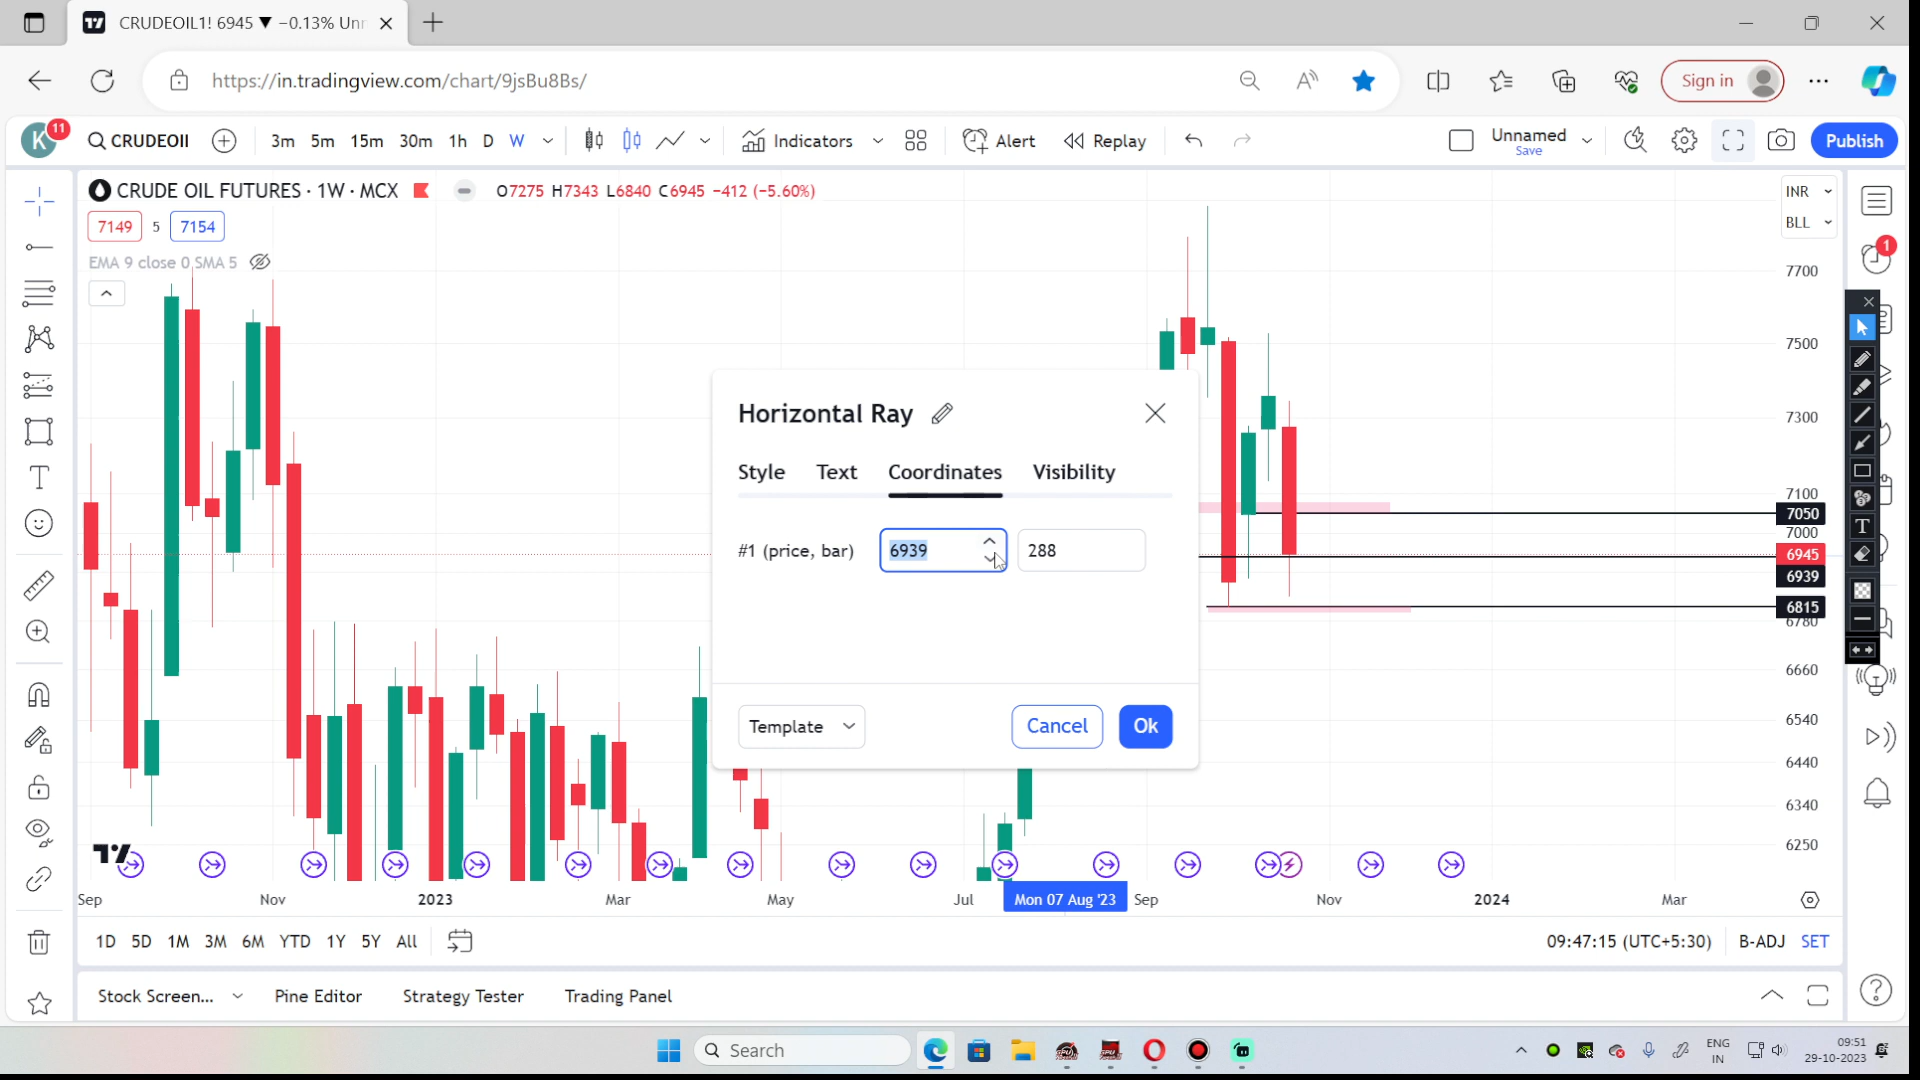 CRUDEOIL1! 6945 ▼ −0.13% Unn
https://in.tradingview.com/chart/9jsBu8Bs/
Sign in
K 11 CRUDEOII 3m 5m 15m 30m 1h D W Indicators Alert Replay Unnamed Save Publish
CRUDE OIL FUTURES · 1W · MCX O7275 H7343 L6840 C6945 −412 (−5.60%)
INR
7149 5 7154
BLL
EMA 9 close 0 SMA 5
1
7700
7500
7300
7100
7050
7000
6945
6939
6815
6780
6660
6540
6440
6340
6250
Horizontal Ray
Style Text Coordinates Visibility
#1 (price, bar) 6939 288
Template Cancel Ok
Sep Nov 2023 Mar May Jul Mon 07 Aug '23 Sep Nov 2024 Mar
1D 5D 1M 3M 6M YTD 1Y 5Y All 09:47:15 (UTC+5:30) B-ADJ SET
Stock Screen... Pine Editor Strategy Tester Trading Panel
Search
ENG
IN
09:51
29-10-2023